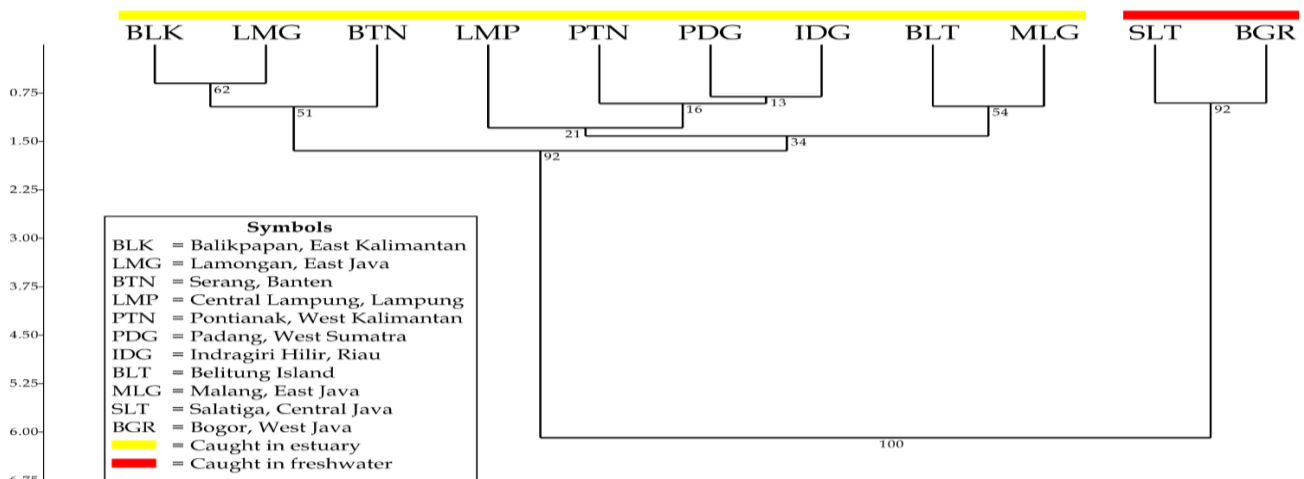 BLK LMG BTN LMP PTN PDG IDG BLT MLG SLT BGR
0.75
1.50
2.25
3.00
3.75
4.50
5.25
6.00
62
51
13
16
21
54
34
92
92
100
Symbols
BLK = Balikpapan, East Kalimantan
LMG = Lamongan, East Java
BTN = Serang, Banten
LMP = Central Lampung, Lampung
PTN = Pontianak, West Kalimantan
PDG = Padang, West Sumatra
IDG = Indragiri Hilir, Riau
BLT = Belitung Island
MLG = Malang, East Java
SLT = Salatiga, Central Java
BGR = Bogor, West Java
= Caught in estuary
= Caught in freshwater